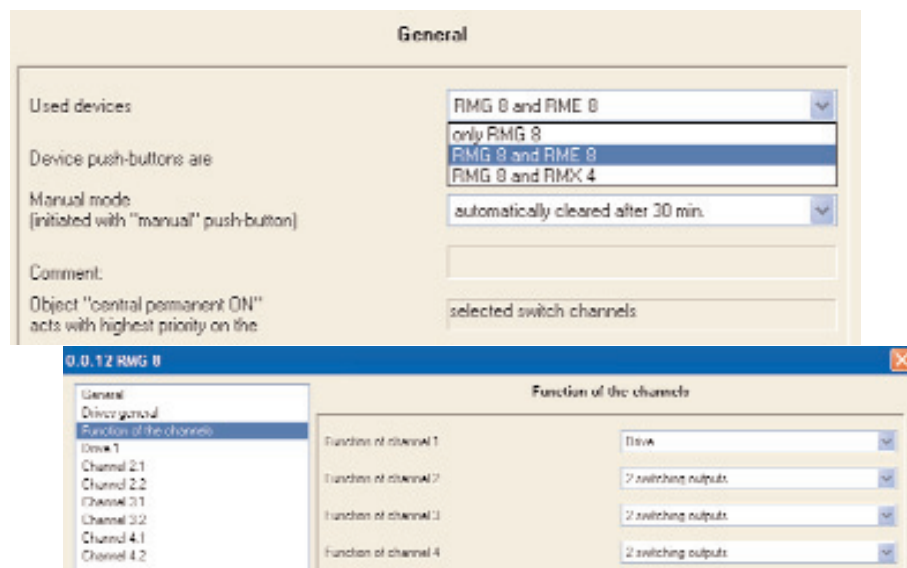 General
Used devices
RMG 8 and RME 8
only RMG 8
RMG 8 and RME 8
RMG 8 and RMX 4
Device push-buttons are
Manual mode
(initiated with "manual" push-button)
automatically cleared after 30 min.
Comment:
Object "central permanent ON"
acts with highest priority on the
selected switch channels
0.0.12 RMG 8
General
Driver general
Function of the channels
Drive 1
Channel 2.1
Channel 2.2
Channel 3.1
Channel 3.2
Channel 4.1
Channel 4.2
Function of the channels
Function of channel 1
Drive
Function of channel 2
2 switching outputs
Function of channel 3
2 switching outputs
Function of channel 4
2 switching outputs